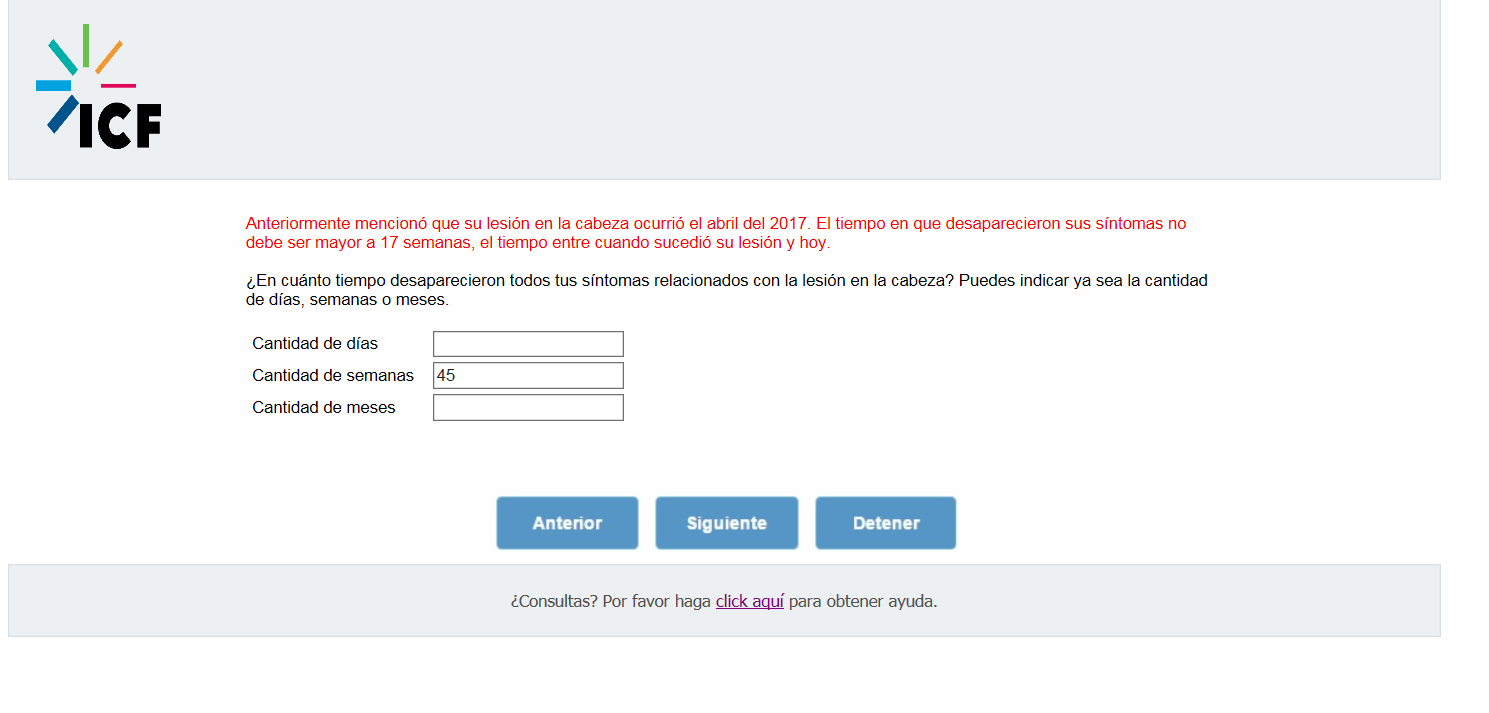 ICF
Anteriormente mencionó que su lesión en la cabeza ocurrió el abril del 2017. El tiempo en que desaparecieron sus síntomas no
debe ser mayor a 17 semanas, el tiempo entre cuando sucedió su lesión y hoy.
¿En cuánto tiempo desaparecieron todos tus síntomas relacionados con la lesión en la cabeza? Puedes indicar ya sea la cantidad
de días, semanas o meses.
Cantidad de días
Cantidad de semanas 45
Cantidad de meses
Anterior Siguiente Detener
¿Consultas? Por favor haga click aquí para obtener ayuda.